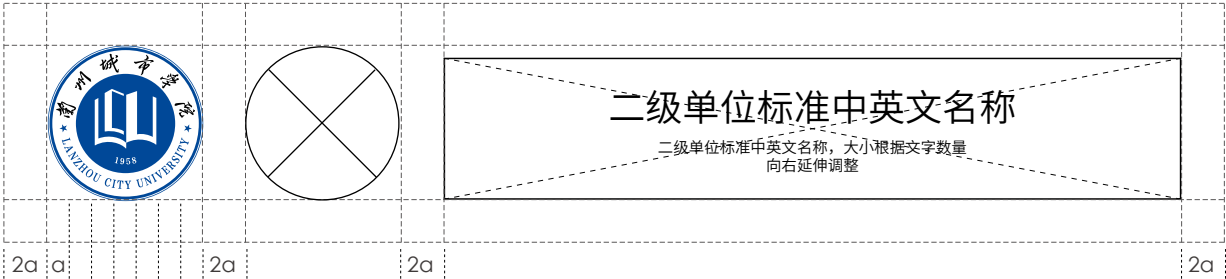 兰州城市学院
1958
LANZHOU CITY UNIVERSITY
二级单位标准中英文名称
二级单位标准中英文名称，大小根据文字数量
向右延伸调整
2a a 2a 2a 2a